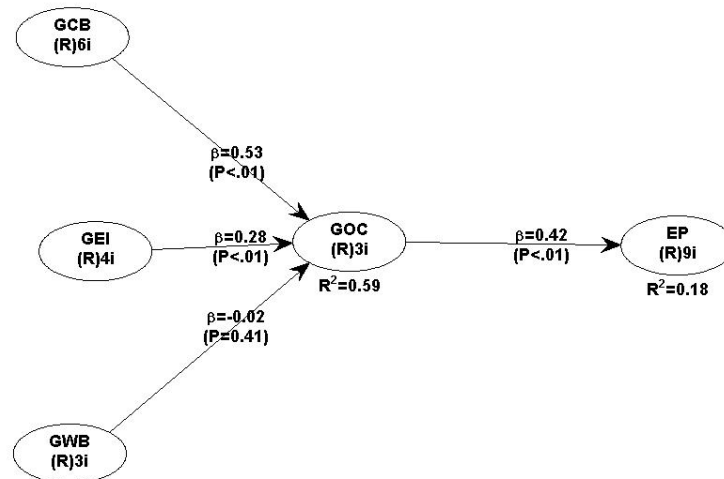 GCB
(R)6i
β=0.53
(P<.01)
GEI
(R)4i
β=0.28
(P<.01)
GOC
(R)3i
R²=0.59
β=0.42
(P<.01)
EP
(R)9i
R²=0.18
β=-0.02
(P=0.41)
GWB
(R)3i